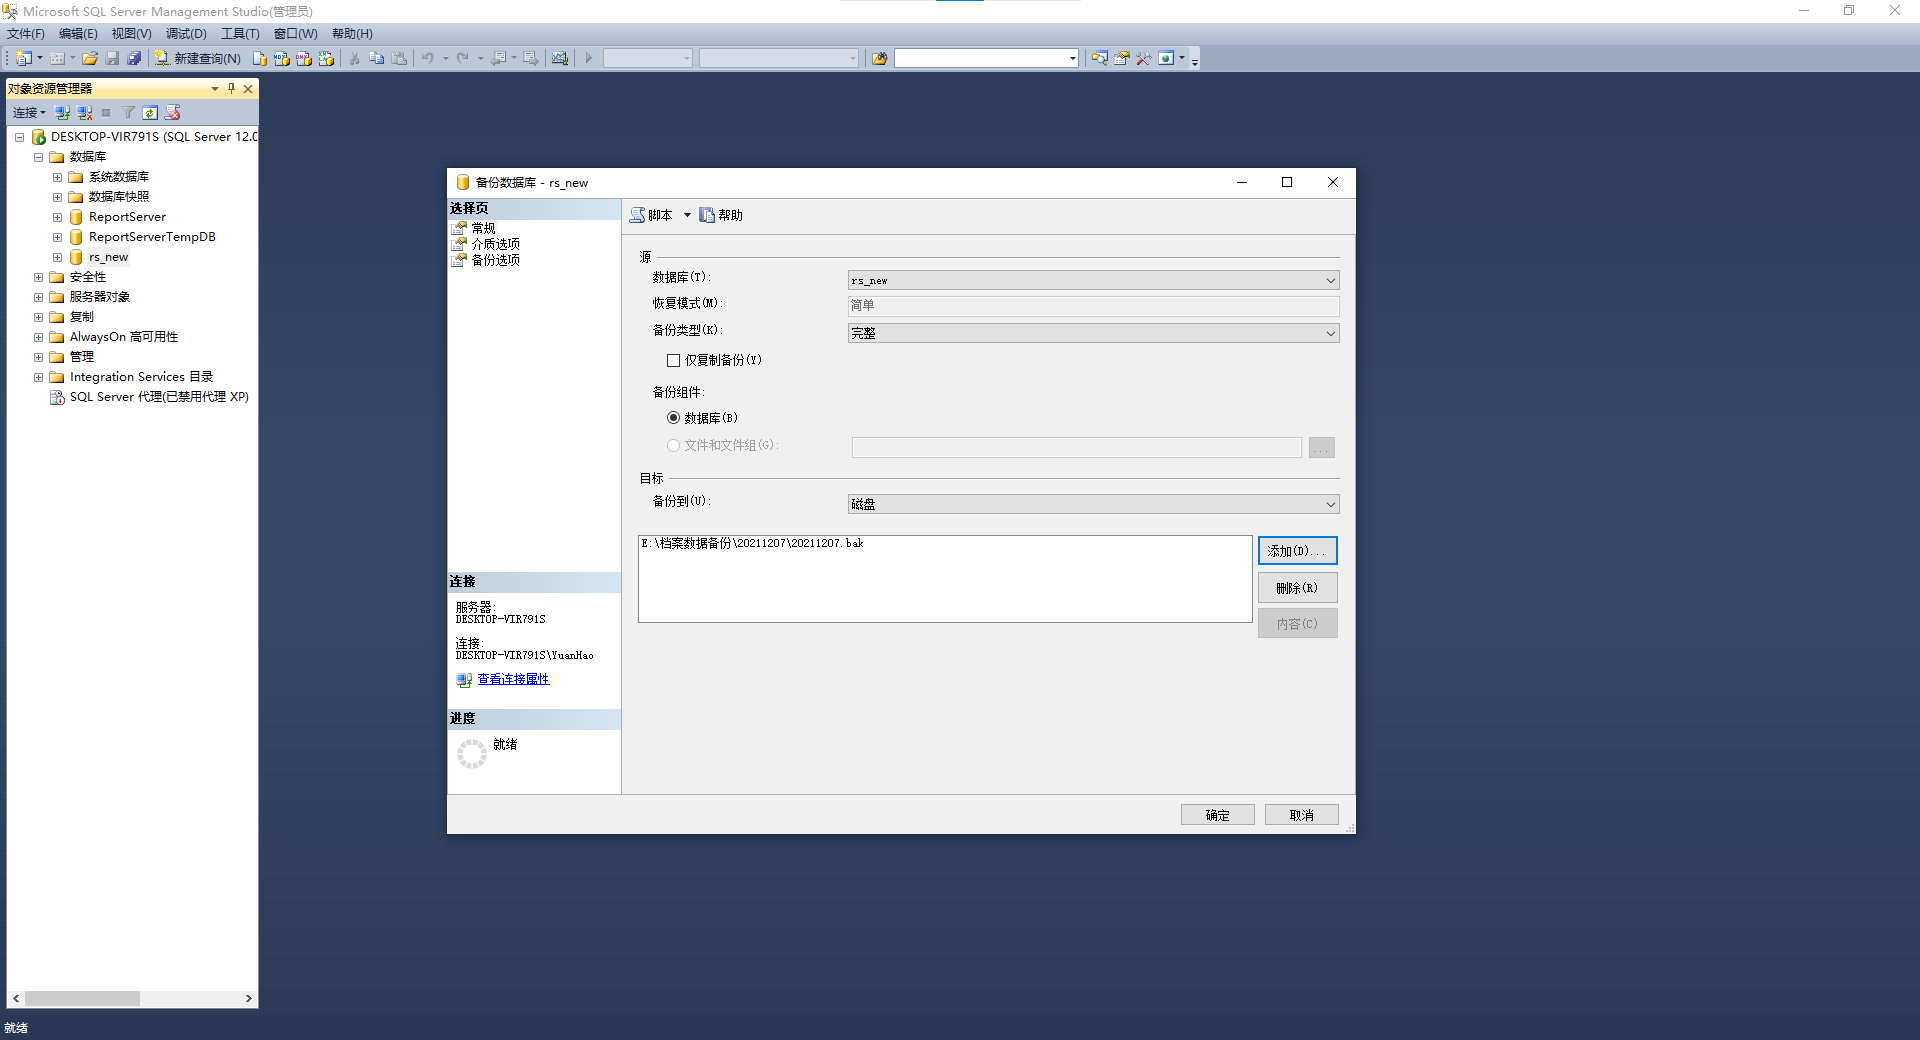 Microsoft SQL Server Management Studio(管理员)
文件(F) 编辑(E) 视图(V) 调试(D) 工具(T) 窗口(W) 帮助(H)
新建查询(N)
对象资源管理器
连接
DESKTOP-VIR791S (SQL Server 12.0
数据库
系统数据库
数据库快照
ReportServer
ReportServerTempDB
rs_new
安全性
服务器对象
复制
AlwaysOn 高可用性
管理
Integration Services 目录
SQL Server 代理(已禁用代理 XP)
备份数据库 - rs_new
选择页
常规
介质选项
备份选项
脚本 帮助
源
数据库(T): rs_new
恢复模式(M): 简单
备份类型(K): 完整
仅复制备份(Y)
备份组件:
数据库(B)
文件和文件组(G): ...
目标
备份到(U): 磁盘
E:\档案数据备份\20211207\20211207.bak
添加(D)...
删除(R)
内容(C)
连接
服务器:
DESKTOP-VIR791S
连接:
DESKTOP-VIR791S\YuanHao
查看连接属性
进度
就绪
确定 取消
就绪